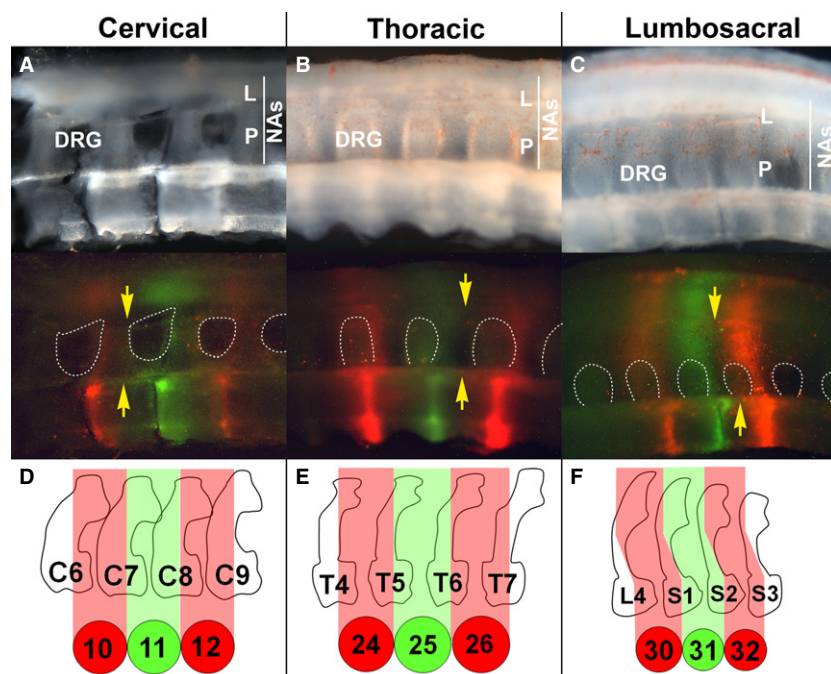 Cervical Thoracic Lumbosacral
A B C
L NAs L NAs L NAs
DRG P DRG P DRG P
D E F
C6 C7 C8 C9 T4 T5 T6 T7 L4 S1 S2 S3
10 11 12 24 25 26 30 31 32